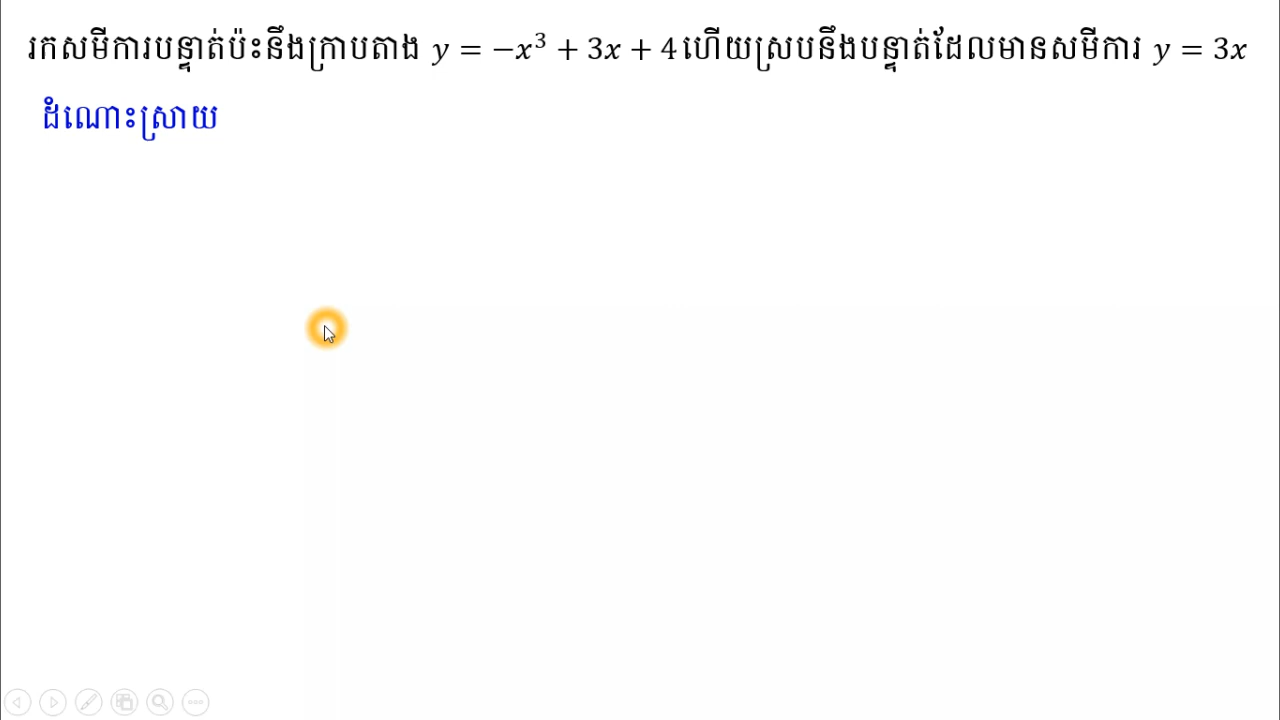 រកសមីការបន្ទាត់ប៉ះនឹងក្រាបតាង y = −x³ + 3x + 4 ហើយស្របនឹងបន្ទាត់ដែលមានសមីការ y = 3x
ដំណោះស្រាយ